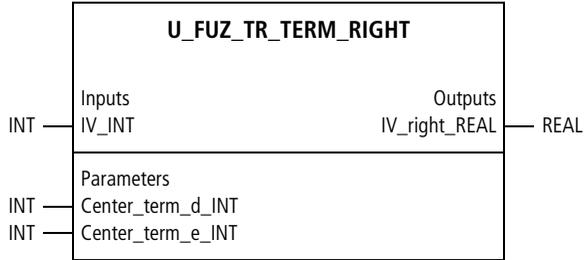 U_FUZ_TR_TERM_RIGHT
Inputs Outputs
INT IV_INT IV_right_REAL REAL
Parameters
INT Center_term_d_INT
INT Center_term_e_INT